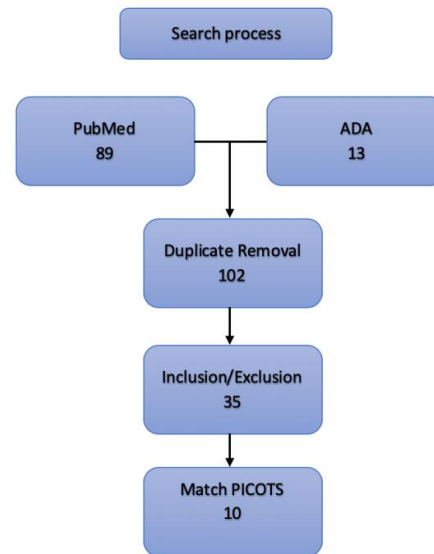 Search process
PubMed
89
ADA
13
Duplicate Removal
102
Inclusion/Exclusion
35
Match PICOTS
10